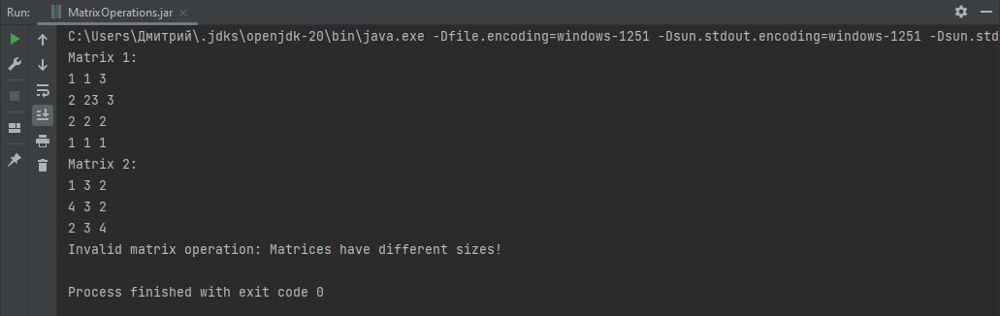 Run: MatrixOperations.jar
C:\Users\Дмитрий\.jdks\openjdk-20\bin\java.exe -Dfile.encoding=windows-1251 -Dsun.stdout.encoding=windows-1251 -Dsun.std
Matrix 1:
1 1 3
2 23 3
2 2 2
1 1 1
Matrix 2:
1 3 2
4 3 2
2 3 4
Invalid matrix operation: Matrices have different sizes!
Process finished with exit code 0